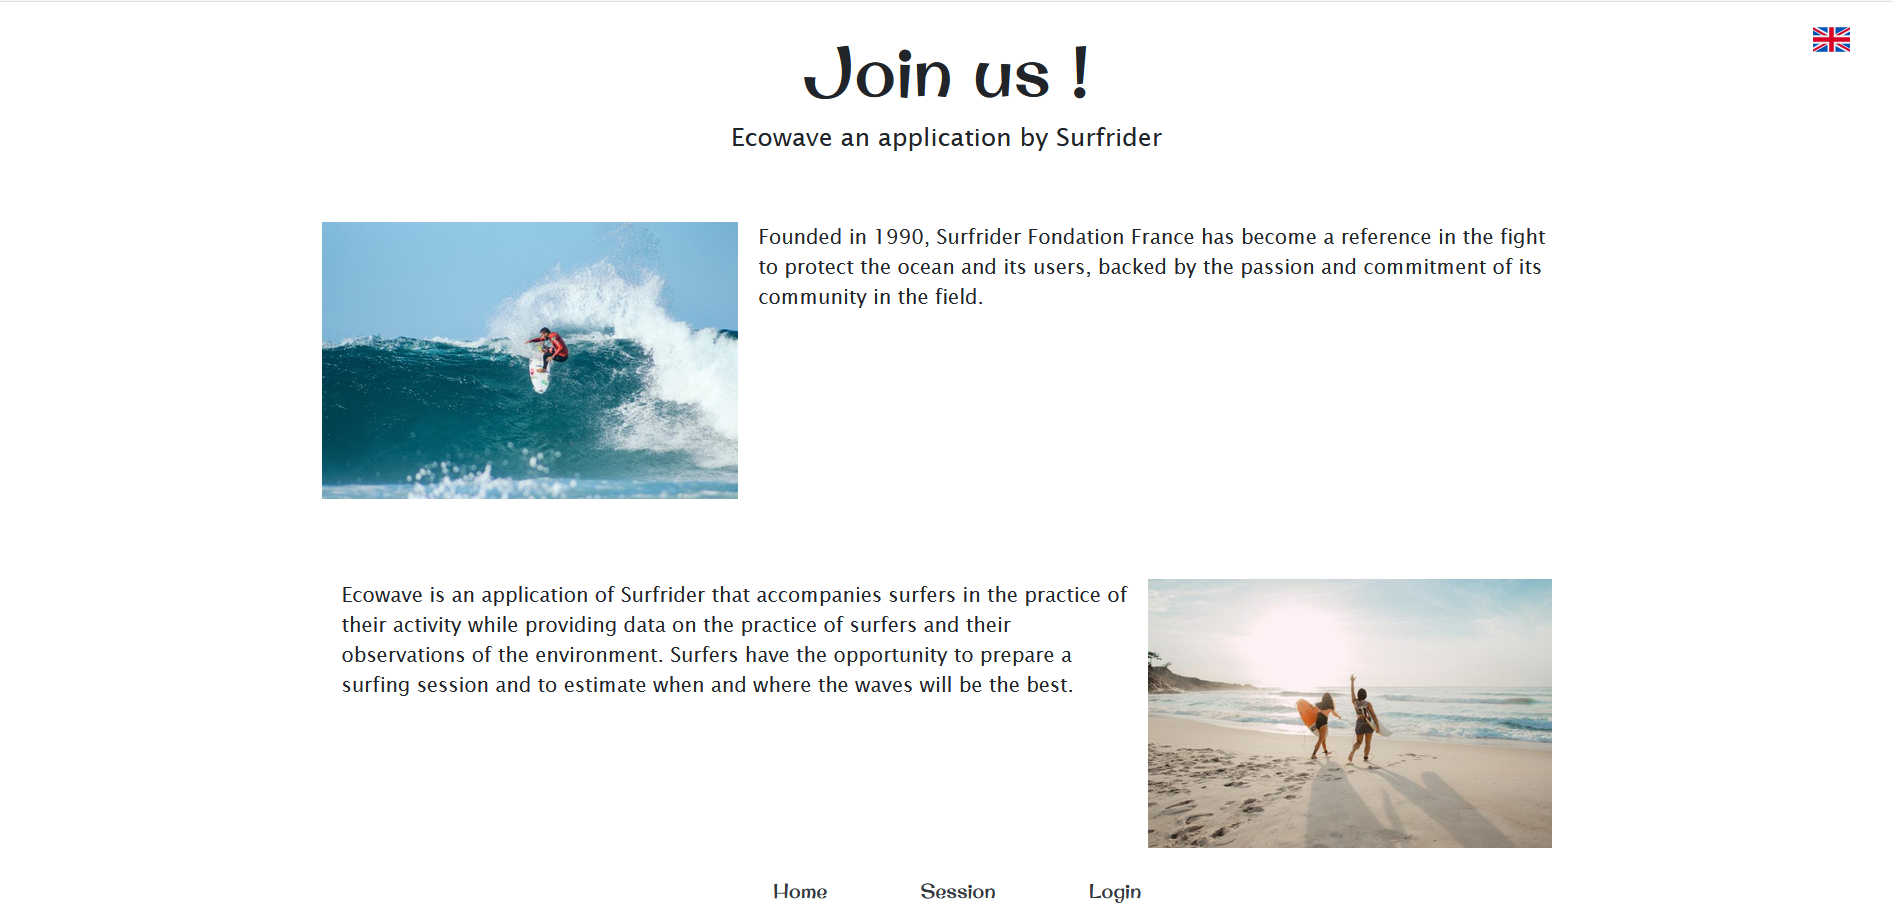 Join us !
Ecowave an application by Surfrider
Founded in 1990, Surfrider Fondation France has become a reference in the fight
to protect the ocean and its users, backed by the passion and commitment of its
community in the field.
Ecowave is an application of Surfrider that accompanies surfers in the practice of
their activity while providing data on the practice of surfers and their
observations of the environment. Surfers have the opportunity to prepare a
surfing session and to estimate when and where the waves will be the best.
Home Session Login